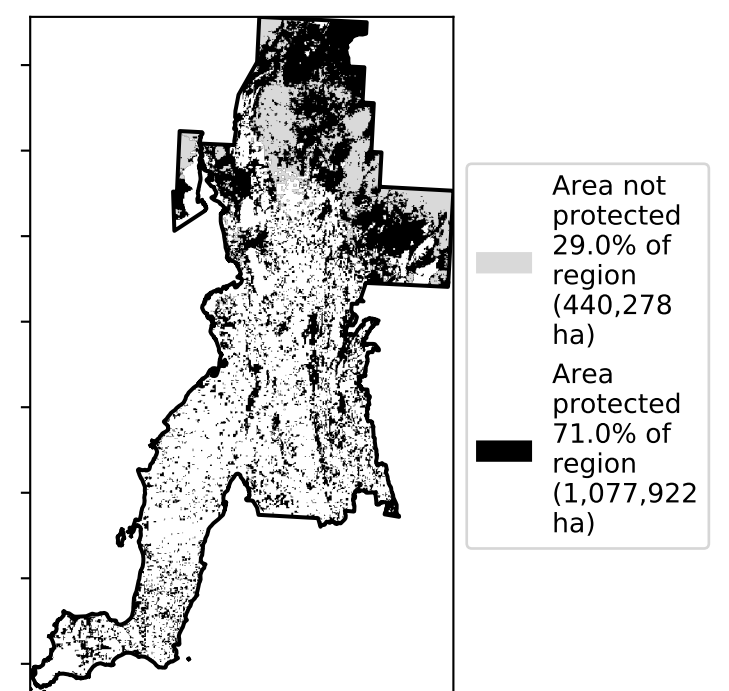 Area not
protected
29.0% of
region
(440,278
ha)
Area
protected
71.0% of
region
(1,077,922
ha)